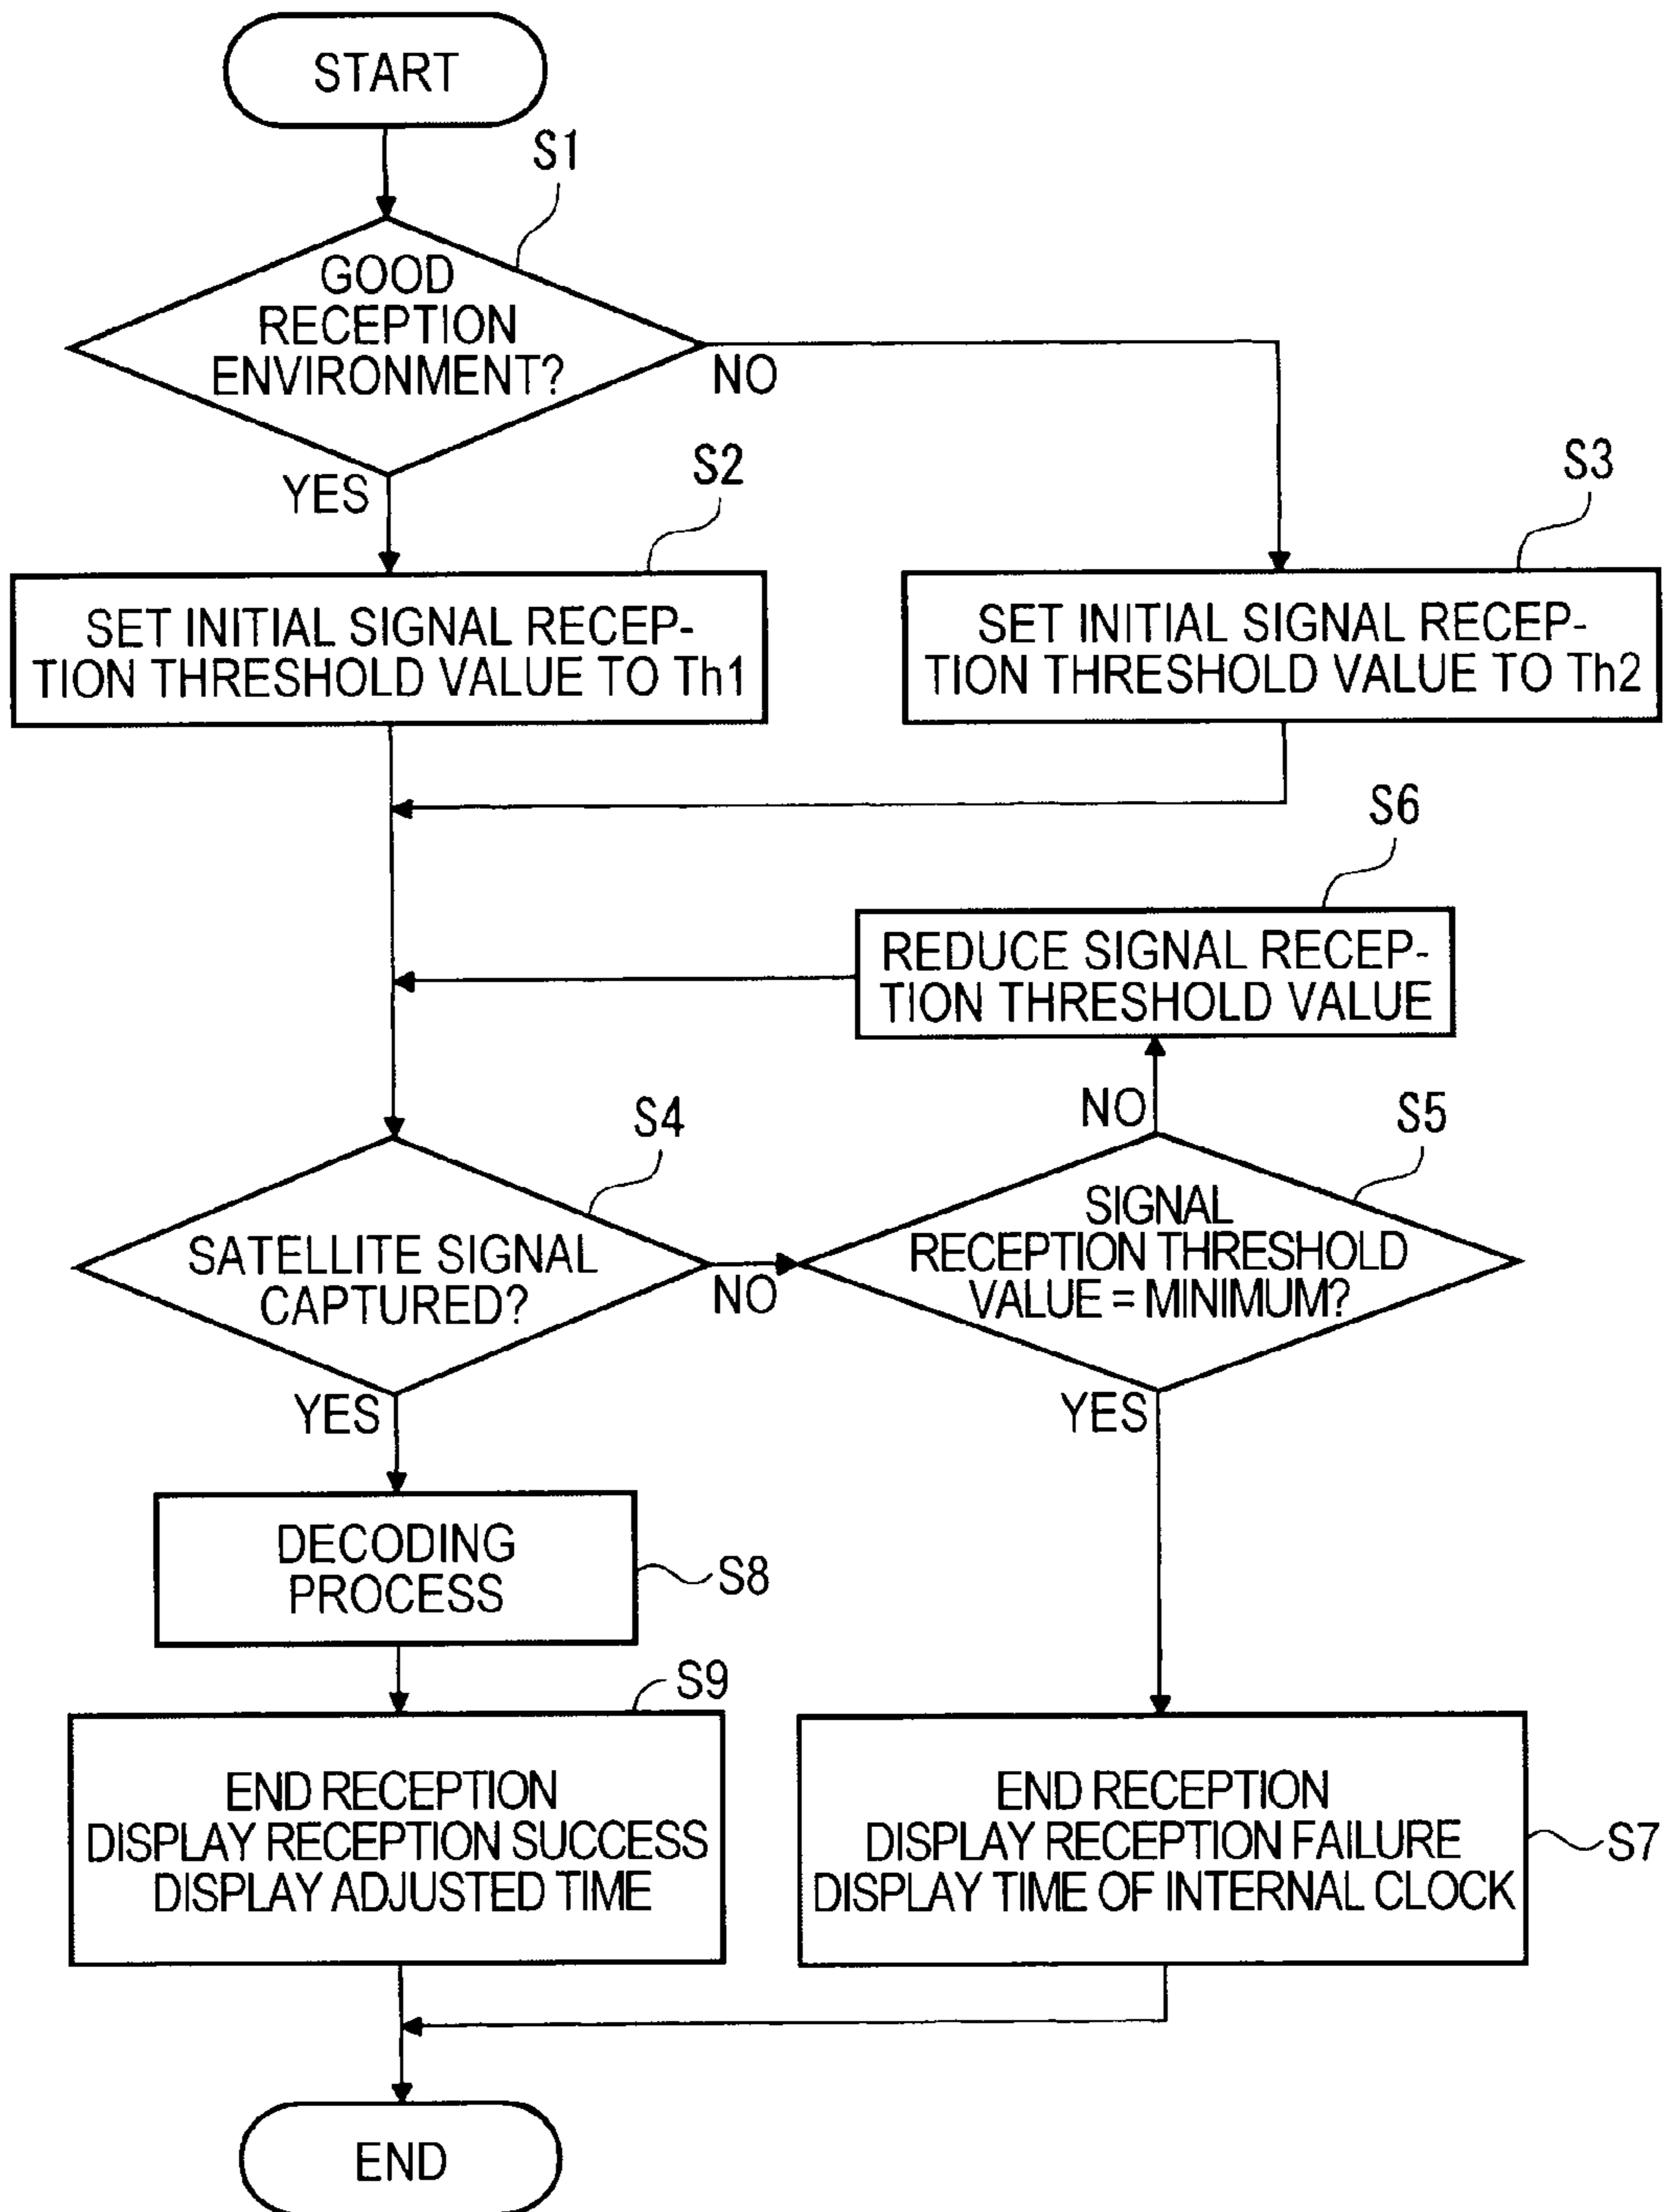 START
S1
GOOD
RECEPTION
ENVIRONMENT?
NO
YES
S2
S3
SET INITIAL SIGNAL RECEP-
TION THRESHOLD VALUE TO Th1
SET INITIAL SIGNAL RECEP-
TION THRESHOLD VALUE TO Th2
S6
REDUCE SIGNAL RECEP-
TION THRESHOLD VALUE
NO
S4
S5
SATELLITE SIGNAL
CAPTURED?
NO
SIGNAL
RECEPTION THRESHOLD
VALUE = MINIMUM?
YES
YES
DECODING
PROCESS
S8
S9
END RECEPTION
DISPLAY RECEPTION SUCCESS
DISPLAY ADJUSTED TIME
END RECEPTION
DISPLAY RECEPTION FAILURE
DISPLAY TIME OF INTERNAL CLOCK
S7
END